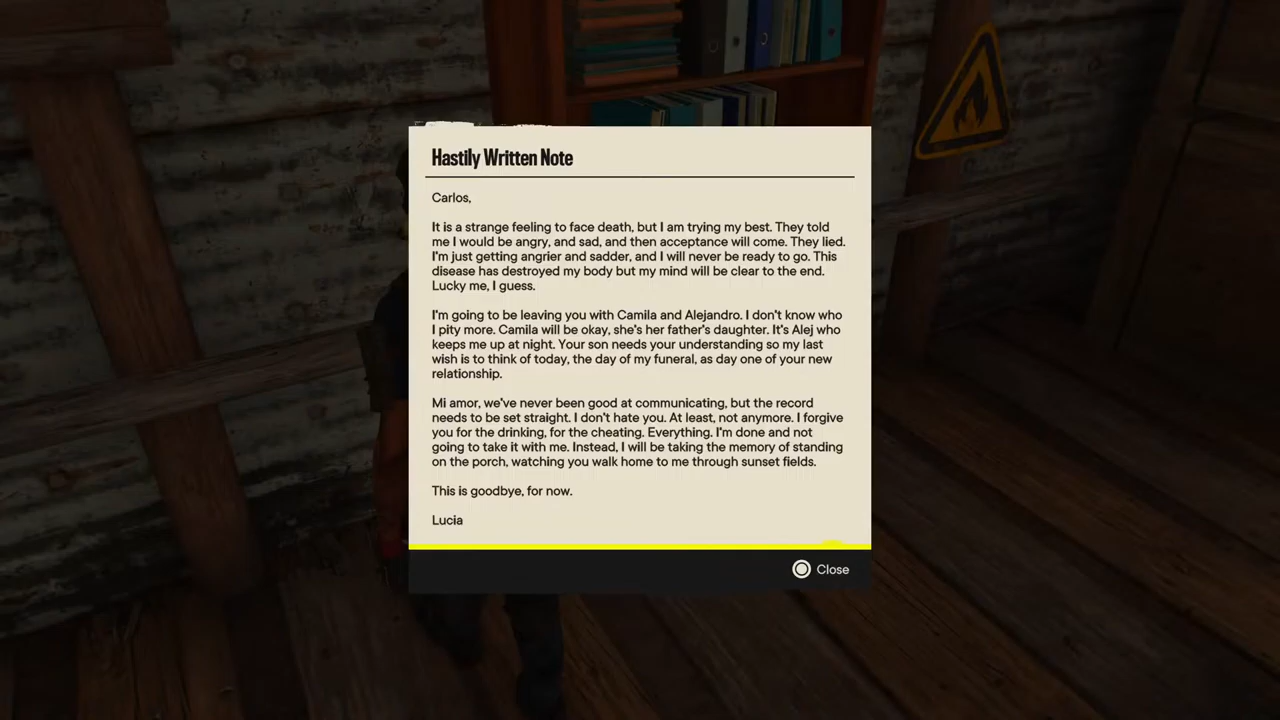 Hastily Written Note
Carlos,
It is a strange feeling to face death, but I am trying my best. They told
me I would be angry, and sad, and then acceptance will come. They lied.
I'm just getting angrier and sadder, and I will never be ready to go. This
disease has destroyed my body but my mind will be clear to the end.
Lucky me, I guess.
I'm going to be leaving you with Camila and Alejandro. I don't know who
I pity more. Camila will be okay, she's her father's daughter. It's Alej who
keeps me up at night. Your son needs your understanding so my last
wish is to think of today, the day of my funeral, as day one of your new
relationship.
Mi amor, we've never been good at communicating, but the record
needs to be set straight. I don't hate you. At least, not anymore. I forgive
you for the drinking, for the cheating. Everything. I'm done and not
going to take it with me. Instead, I will be taking the memory of standing
on the porch, watching you walk home to me through sunset fields.
This is goodbye, for now.
Lucia
Close